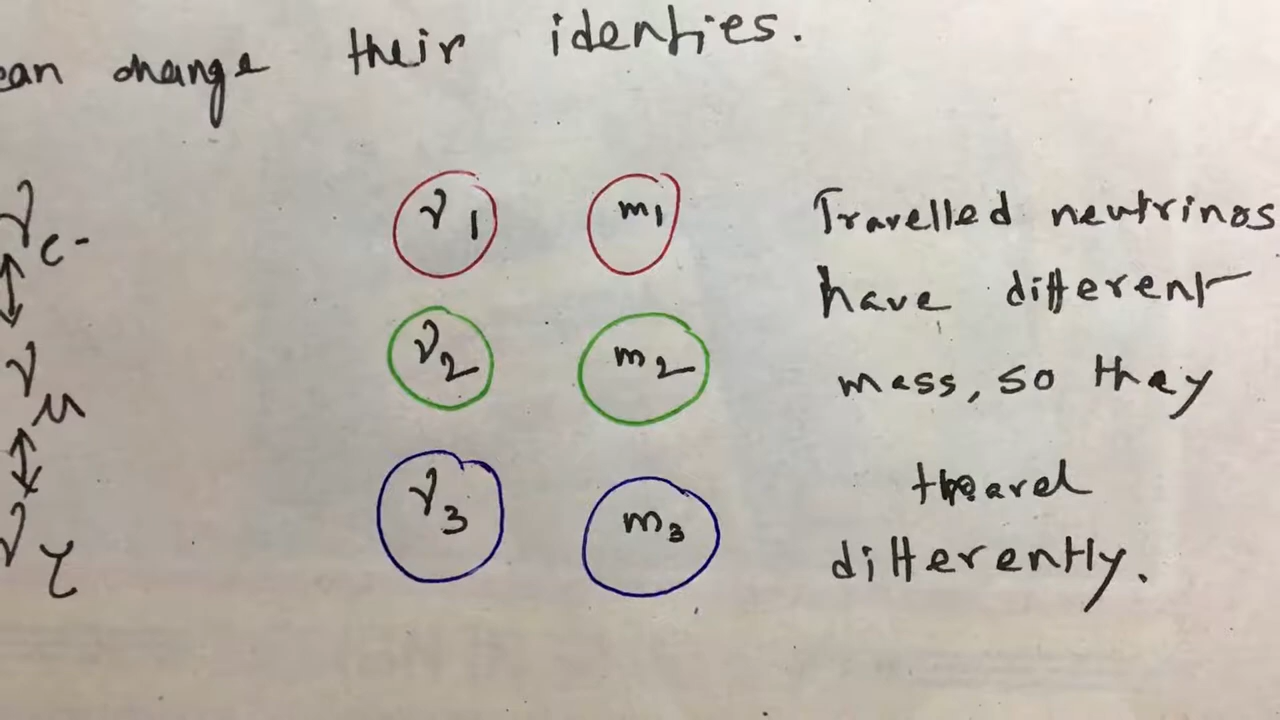 can change their identies.
νe-
↕
νμ
↕
ντ
ν1 m1
ν2 m2
ν3 m3
Travelled neutrinos
have different
mass, so they
differently.